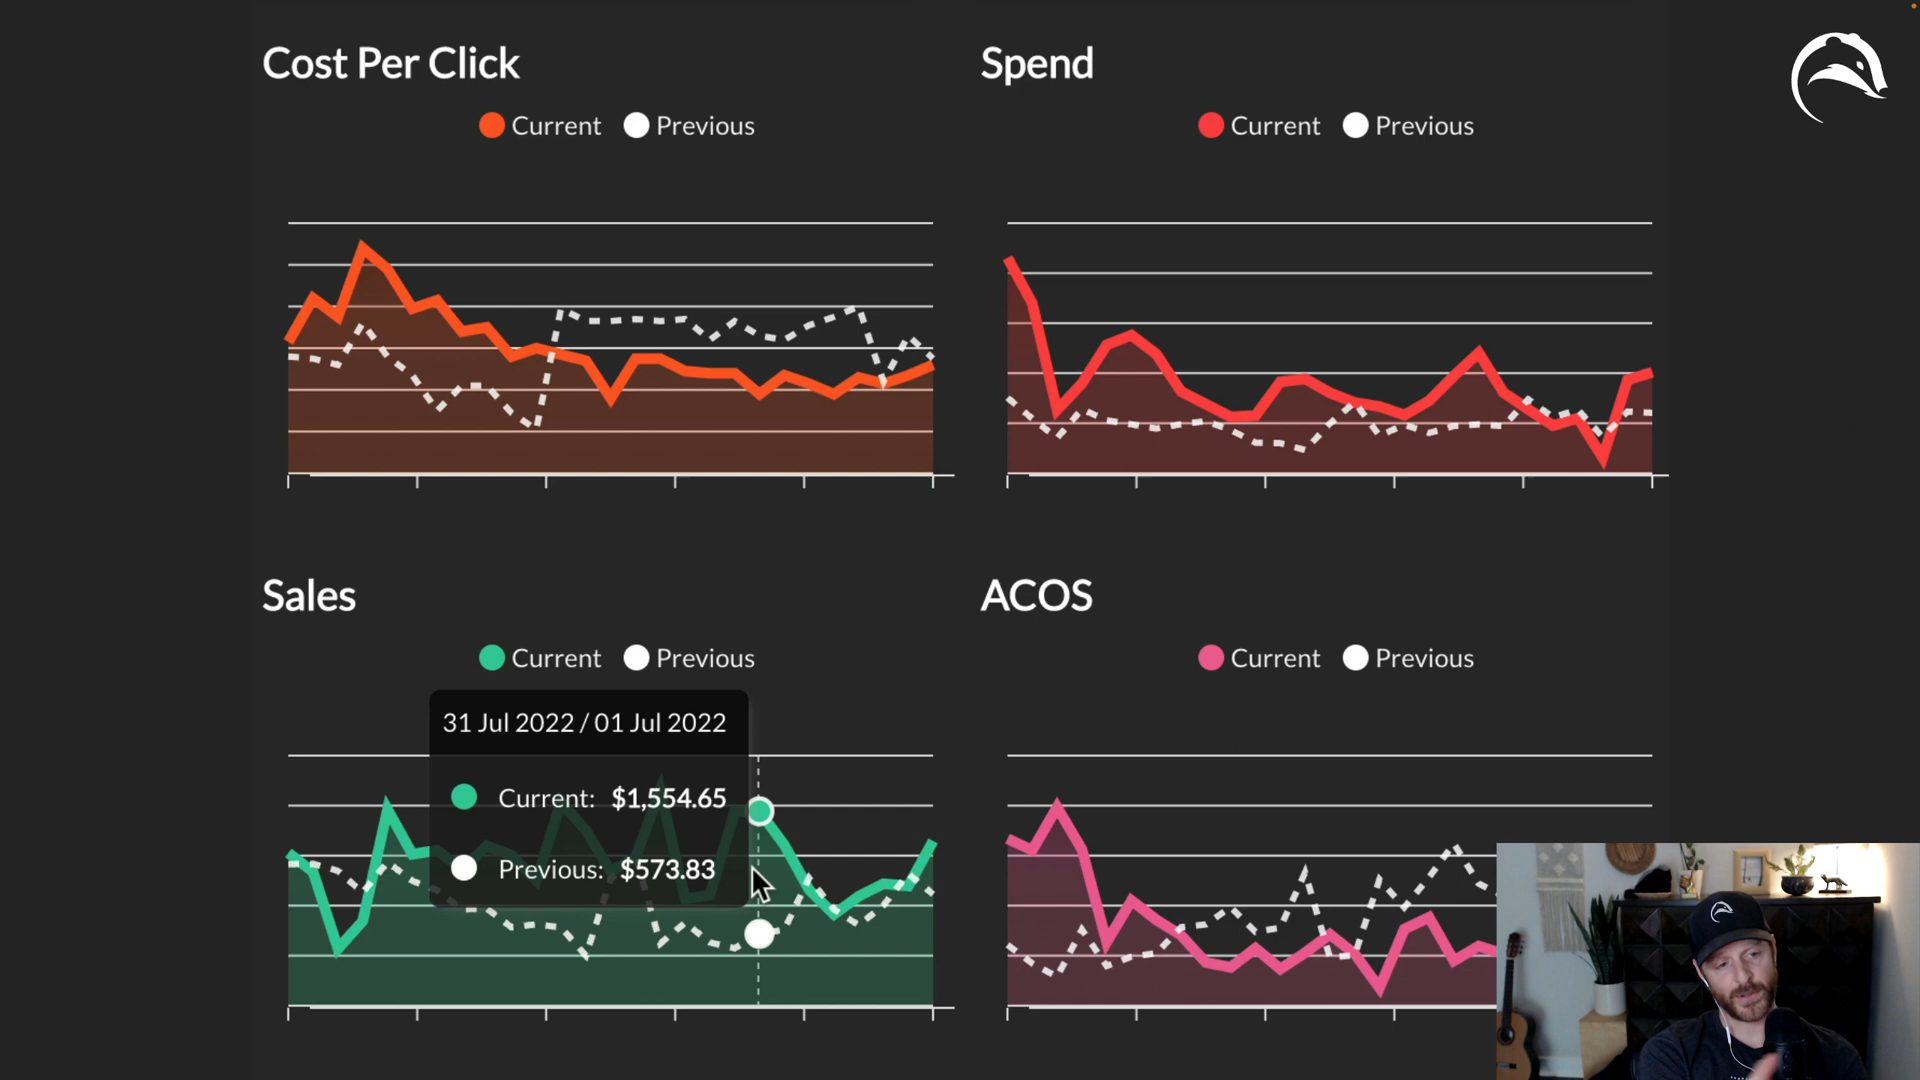 Cost Per Click
Current Previous
Spend
Current Previous
Sales
Current Previous
31 Jul 2022 / 01 Jul 2022
Current: $1,554.65
Previous: $573.83
ACOS
Current Previous